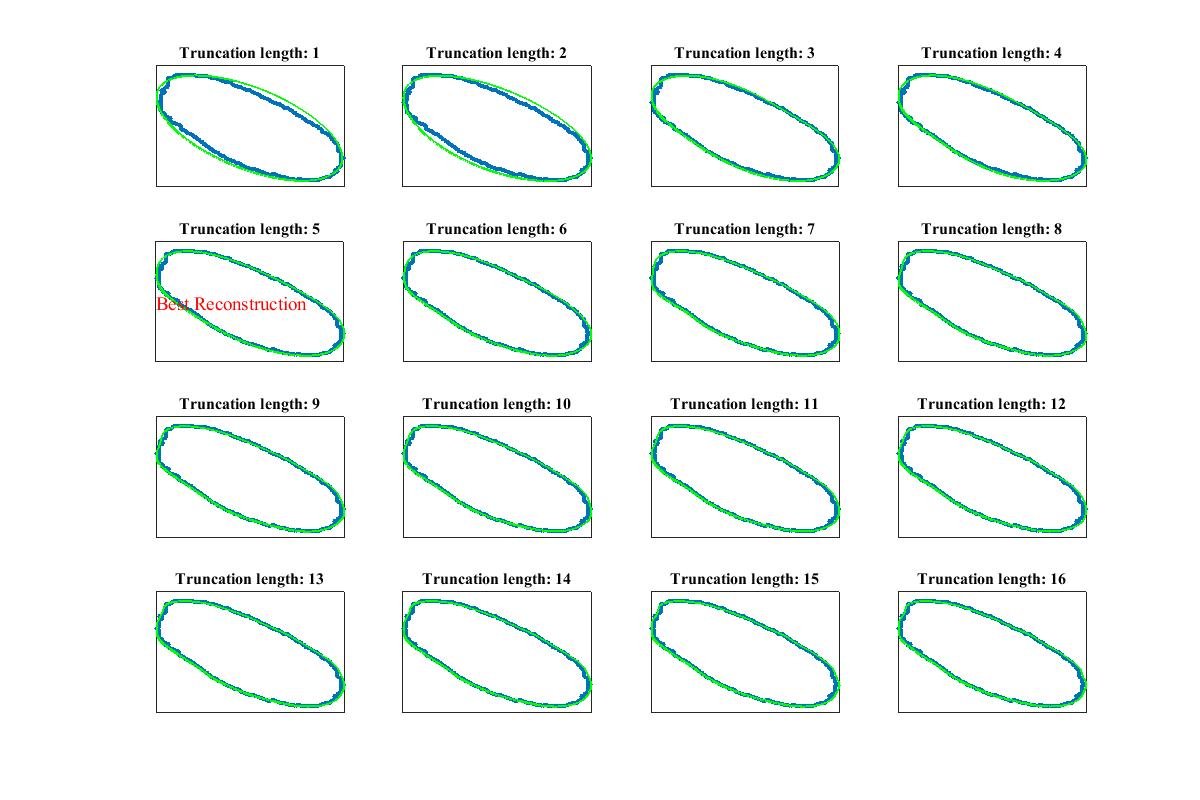 Truncation length: 1
Truncation length: 2
Truncation length: 3
Truncation length: 4
Truncation length: 5
Truncation length: 6
Truncation length: 7
Truncation length: 8
Best Reconstruction
Truncation length: 9
Truncation length: 10
Truncation length: 11
Truncation length: 12
Truncation length: 13
Truncation length: 14
Truncation length: 15
Truncation length: 16